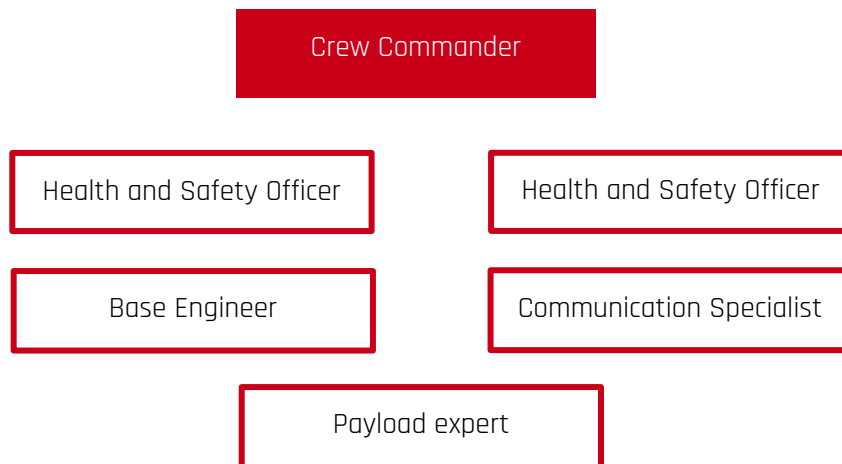 Crew Commander
Health and Safety Officer
Health and Safety Officer
Base Engineer
Communication Specialist
Payload expert